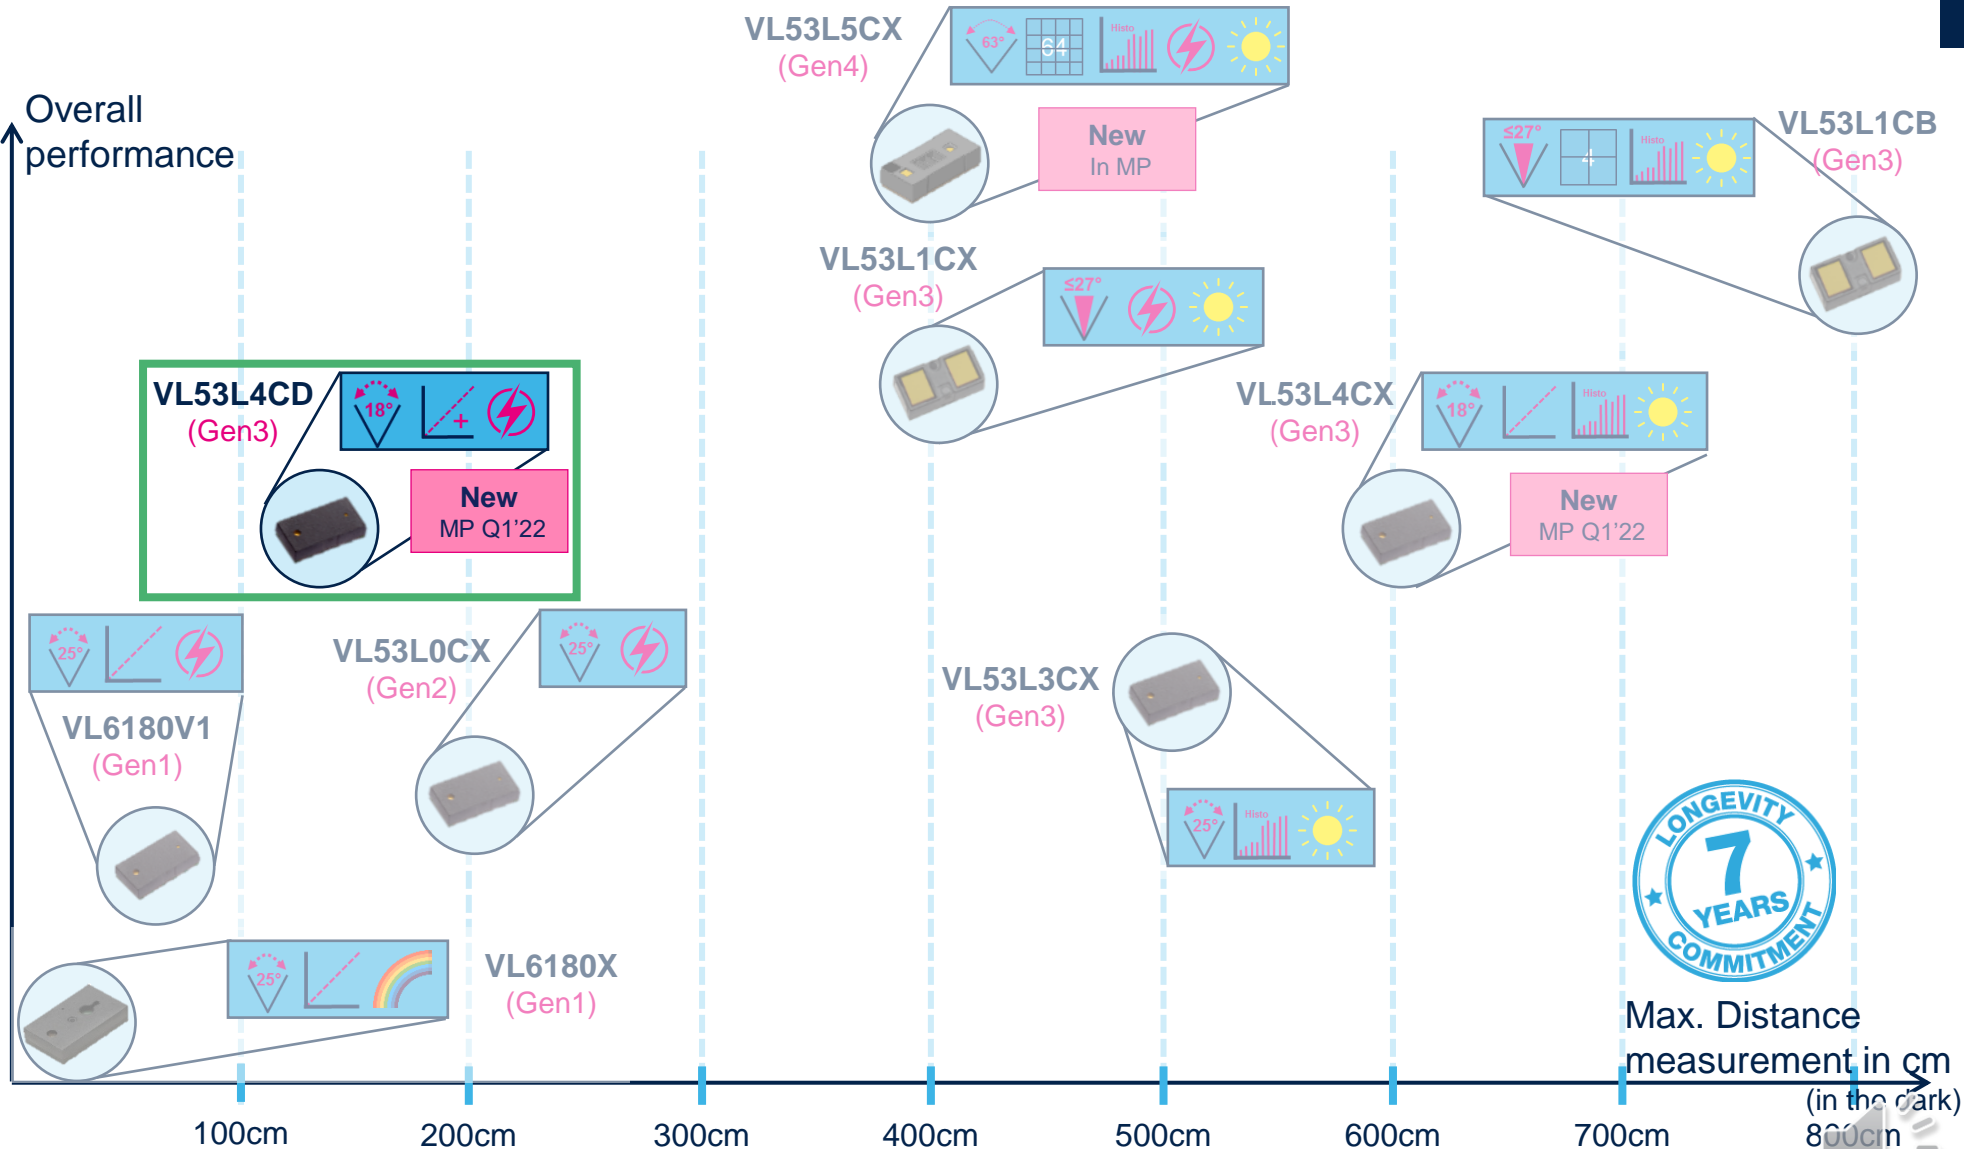 VL53L5CX
(Gen4)
63°
64
Histo
New
In MP
Overall
performance
≤27°
4
Histo
VL53L1CB
(Gen3)
VL53L1CX
(Gen3)
≤27°
VL53L4CD
(Gen3)
18°
+
New
MP Q1’22
VL53L4CX
(Gen3)
18°
Histo
New
MP Q1’22
25°
VL6180V1
(Gen1)
VL53L0CX
(Gen2)
25°
VL53L3CX
(Gen3)
25°
Histo
LONGEVITY
7
YEARS
COMMITMENT
25°
VL6180X
(Gen1)
Max. Distance
measurement in cm
(in the dark)
100cm
200cm
300cm
400cm
500cm
600cm
700cm
800cm